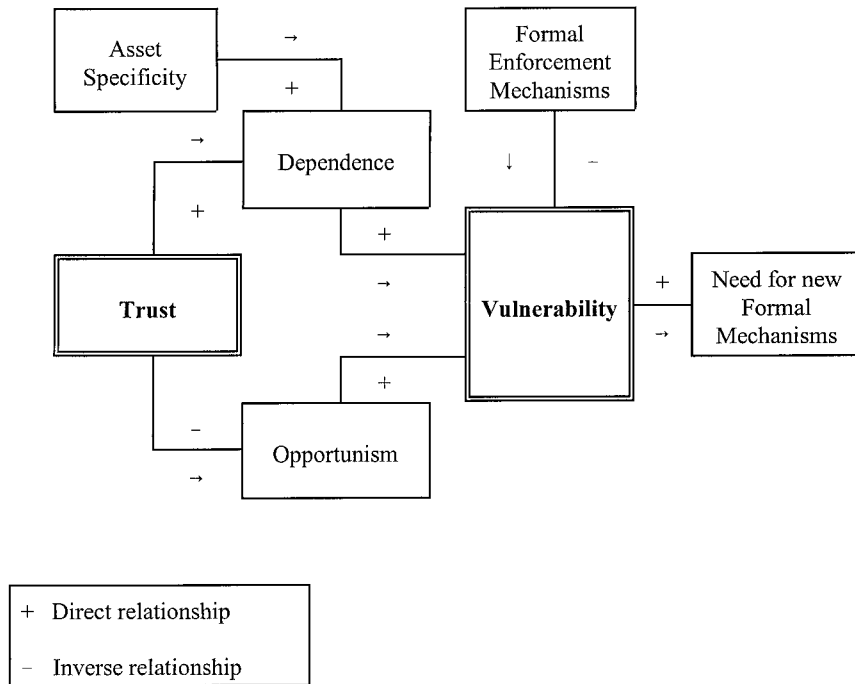 Asset
Specificity
→
+
Formal
Enforcement
Mechanisms
→
+
Dependence
↓
–
+
→
Trust
Vulnerability
+
→
Need for new
Formal
Mechanisms
→
+
–
→
Opportunism
+ Direct relationship
– Inverse relationship